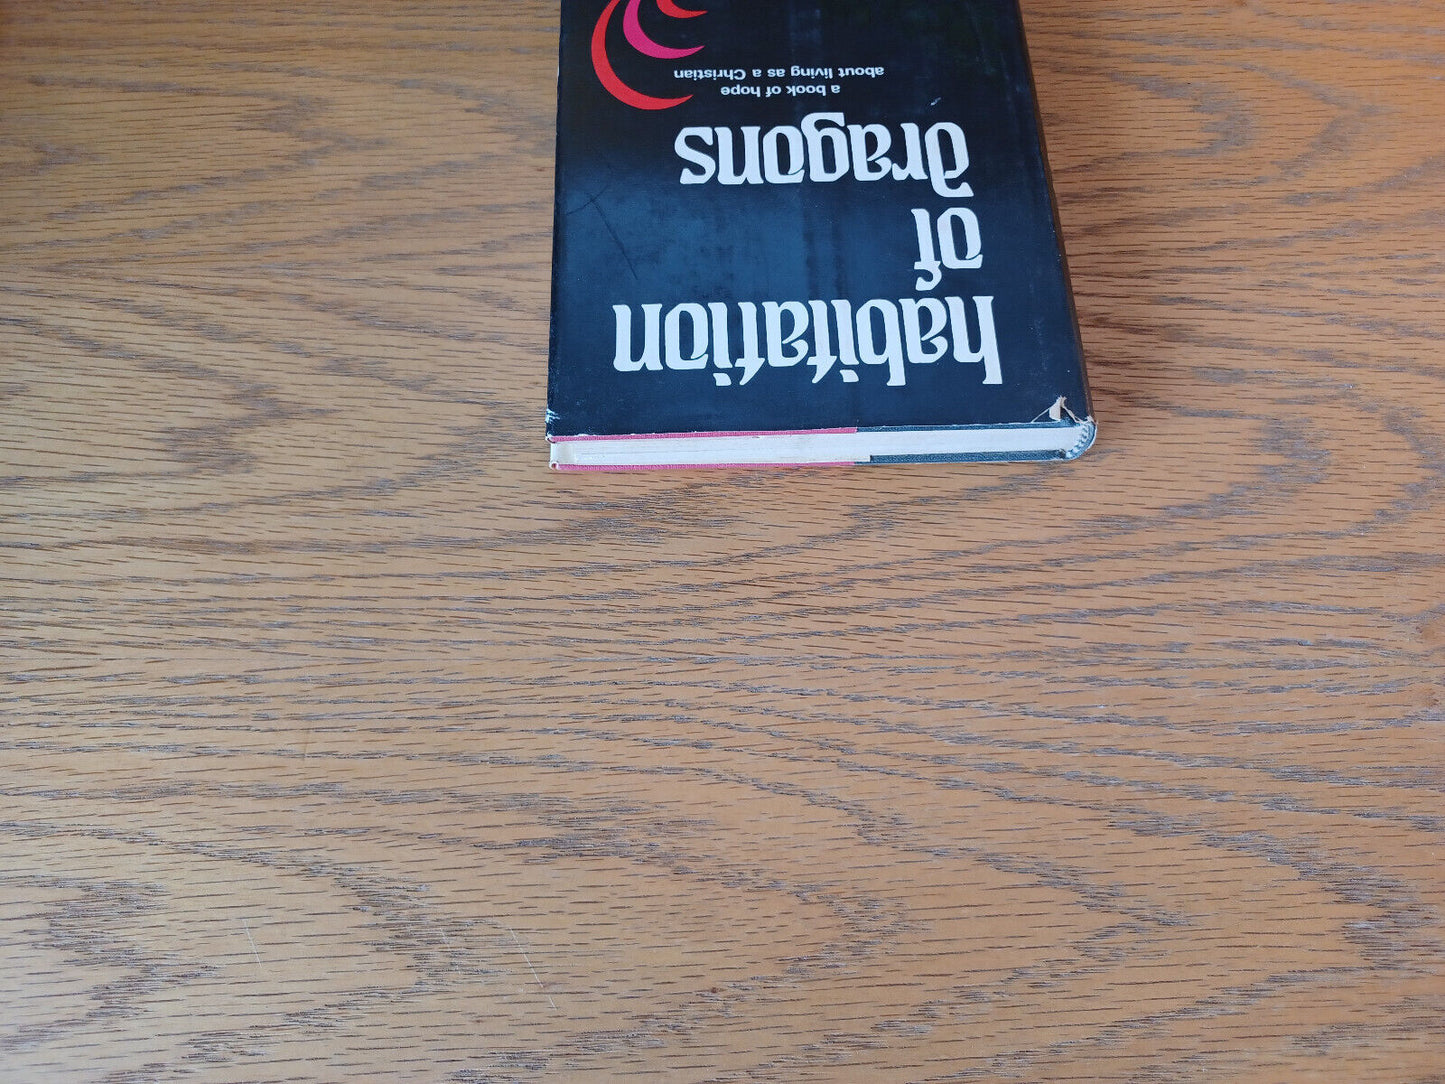 habitation
of
dragons
a book of hope
about living as a Christian